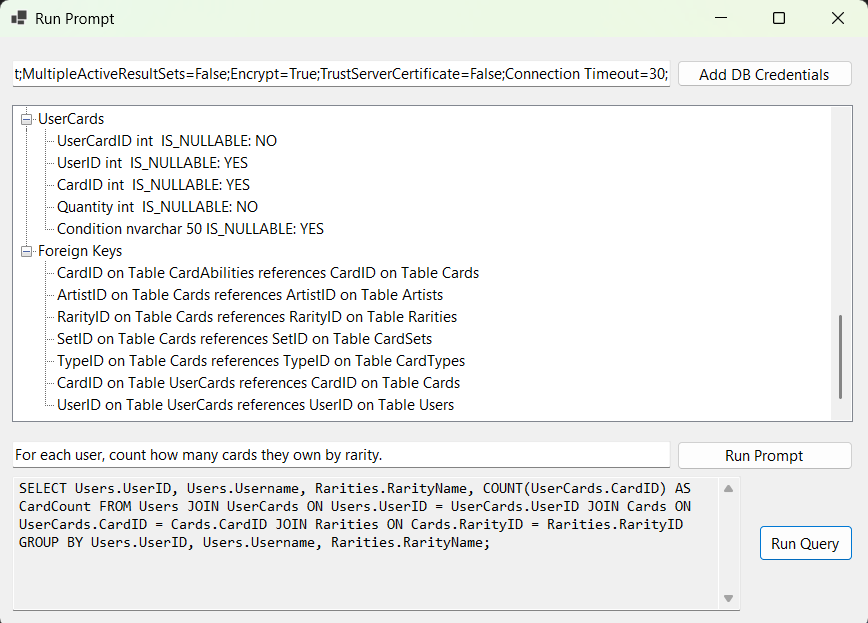 Run Prompt
t;MultipleActiveResultSets=False;Encrypt=True;TrustServerCertificate=False;Connection Timeout=30;
Add DB Credentials
UserCards
UserCardID int  IS_NULLABLE: NO
UserID int  IS_NULLABLE: YES
CardID int  IS_NULLABLE: YES
Quantity int  IS_NULLABLE: NO
Condition nvarchar 50 IS_NULLABLE: YES
Foreign Keys
CardID on Table CardAbilities references CardID on Table Cards
ArtistID on Table Cards references ArtistID on Table Artists
RarityID on Table Cards references RarityID on Table Rarities
SetID on Table Cards references SetID on Table CardSets
TypeID on Table Cards references TypeID on Table CardTypes
CardID on Table UserCards references CardID on Table Cards
UserID on Table UserCards references UserID on Table Users
For each user, count how many cards they own by rarity.
Run Prompt
SELECT Users.UserID, Users.Username, Rarities.RarityName, COUNT(UserCards.CardID) AS
CardCount FROM Users JOIN UserCards ON Users.UserID = UserCards.UserID JOIN Cards ON
UserCards.CardID = Cards.CardID JOIN Rarities ON Cards.RarityID = Rarities.RarityID
GROUP BY Users.UserID, Users.Username, Rarities.RarityName;
Run Query